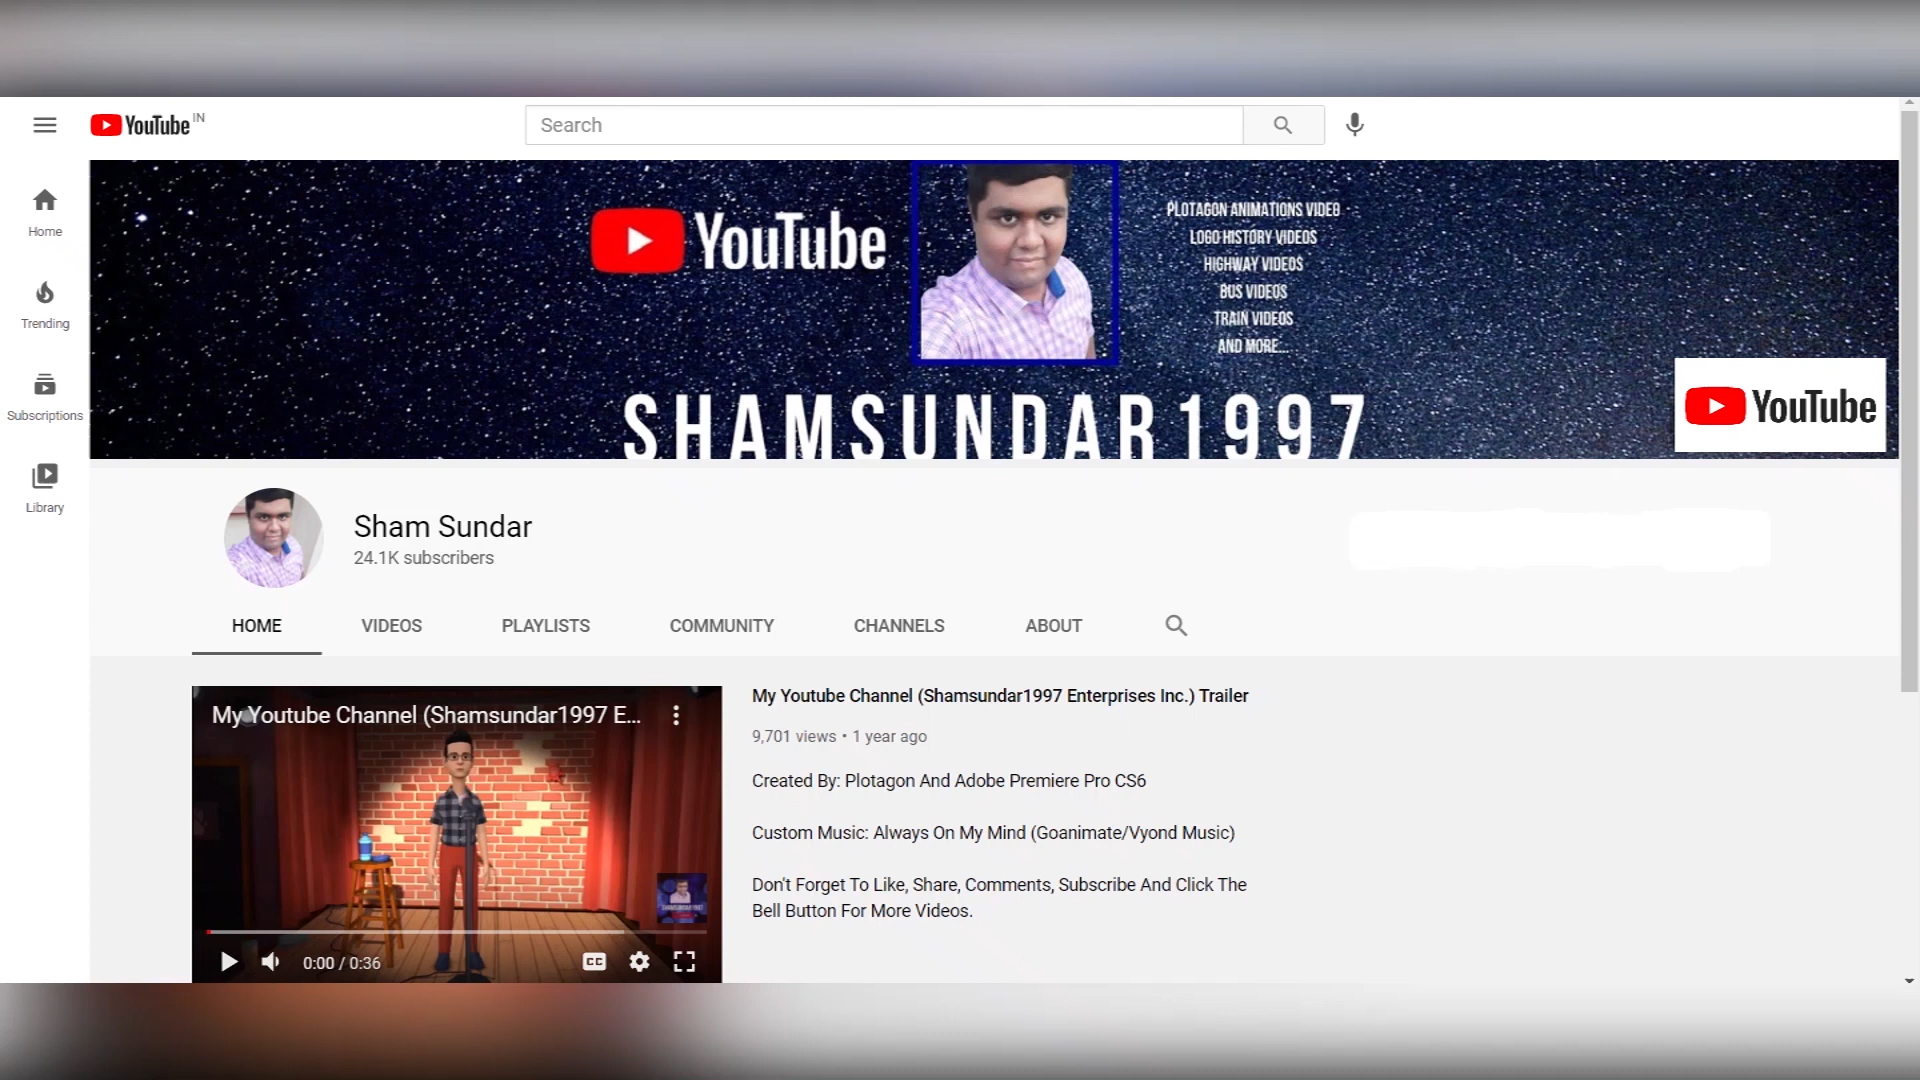 YouTube IN
Search
Home
Trending
Subscriptions
Library
YouTube
PLOTAGON ANIMATIONS VIDEO
LOGO HISTORY VIDEOS
HIGHWAY VIDEOS
BUS VIDEOS
TRAIN VIDEOS
AND MORE...
SHAMSUNDAR1997
YouTube
Sham Sundar
24.1K subscribers
HOME VIDEOS PLAYLISTS COMMUNITY CHANNELS ABOUT
My Youtube Channel (Shamsundar1997 E...
SHAMSUNDAR1997
0:00 / 0:36
CC
My Youtube Channel (Shamsundar1997 Enterprises Inc.) Trailer
9,701 views • 1 year ago
Created By: Plotagon And Adobe Premiere Pro CS6
Custom Music: Always On My Mind (Goanimate/Vyond Music)
Don't Forget To Like, Share, Comments, Subscribe And Click The
Bell Button For More Videos.